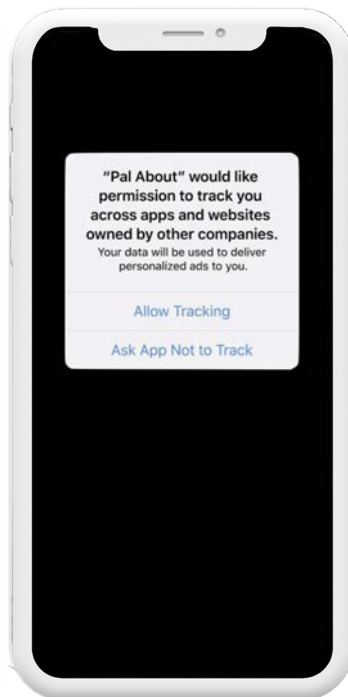 “Pal About” would like
permission to track you
across apps and websites
owned by other companies.
Your data will be used to deliver
personalized ads to you.
Allow Tracking
Ask App Not to Track